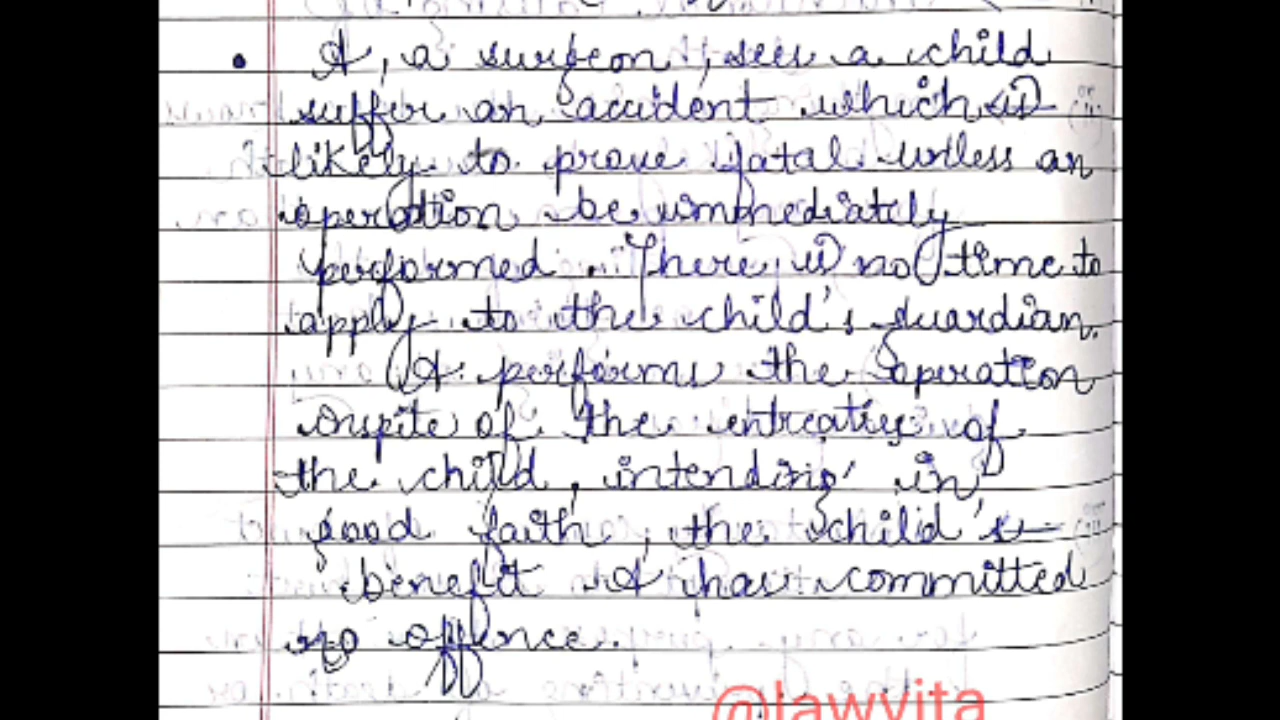 • A, a surgeon, sees a child
suffer an accident which is
likely to prove fatal unless an
operation be immediately
performed. There is no time to
apply to the child's guardian.
A performs the operation
inspite of the entreaties of
the child, intending in
good faith, the child's
benefit A has committed
no offence.
@lawvita